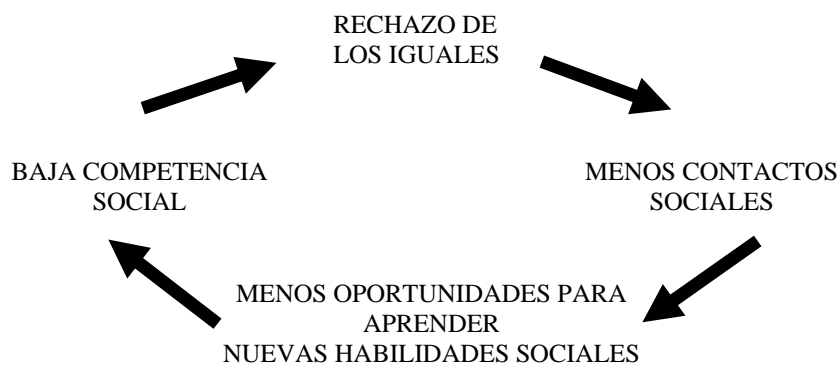 RECHAZO DE
LOS IGUALES
BAJA COMPETENCIA
SOCIAL
MENOS CONTACTOS
SOCIALES
MENOS OPORTUNIDADES PARA
APRENDER
NUEVAS HABILIDADES SOCIALES